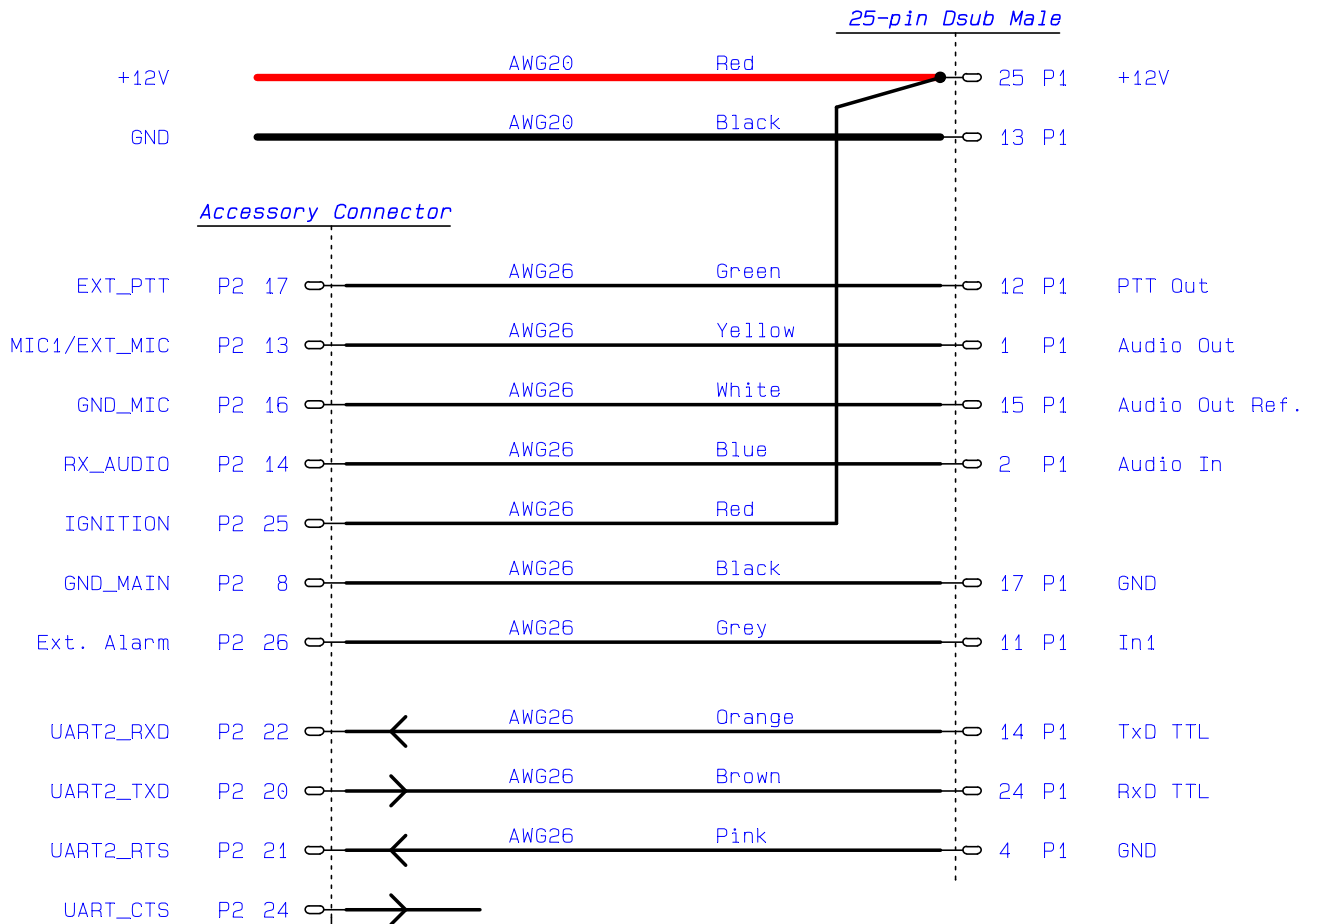 25-pin Dsub Male
+12V AWG20 Red 25 P1 +12V
GND AWG20 Black 13 P1
Accessory Connector
EXT_PTT P2 17 AWG26 Green 12 P1 PTT Out
MIC1/EXT_MIC P2 13 AWG26 Yellow 1 P1 Audio Out
GND_MIC P2 16 AWG26 White 15 P1 Audio Out Ref.
RX_AUDIO P2 14 AWG26 Blue 2 P1 Audio In
IGNITION P2 25 AWG26 Red
GND_MAIN P2 8 AWG26 Black 17 P1 GND
Ext. Alarm P2 26 AWG26 Grey 11 P1 In1
UART2_RXD P2 22 AWG26 Orange 14 P1 TxD TTL
UART2_TXD P2 20 AWG26 Brown 24 P1 RxD TTL
UART2_RTS P2 21 AWG26 Pink 4 P1 GND
UART_CTS P2 24